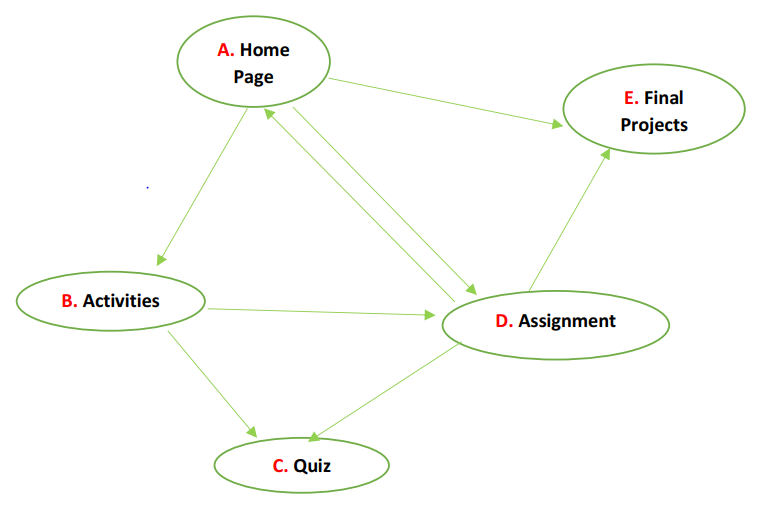 A. Home
Page
E. Final
Projects
B. Activities
D. Assignment
C. Quiz